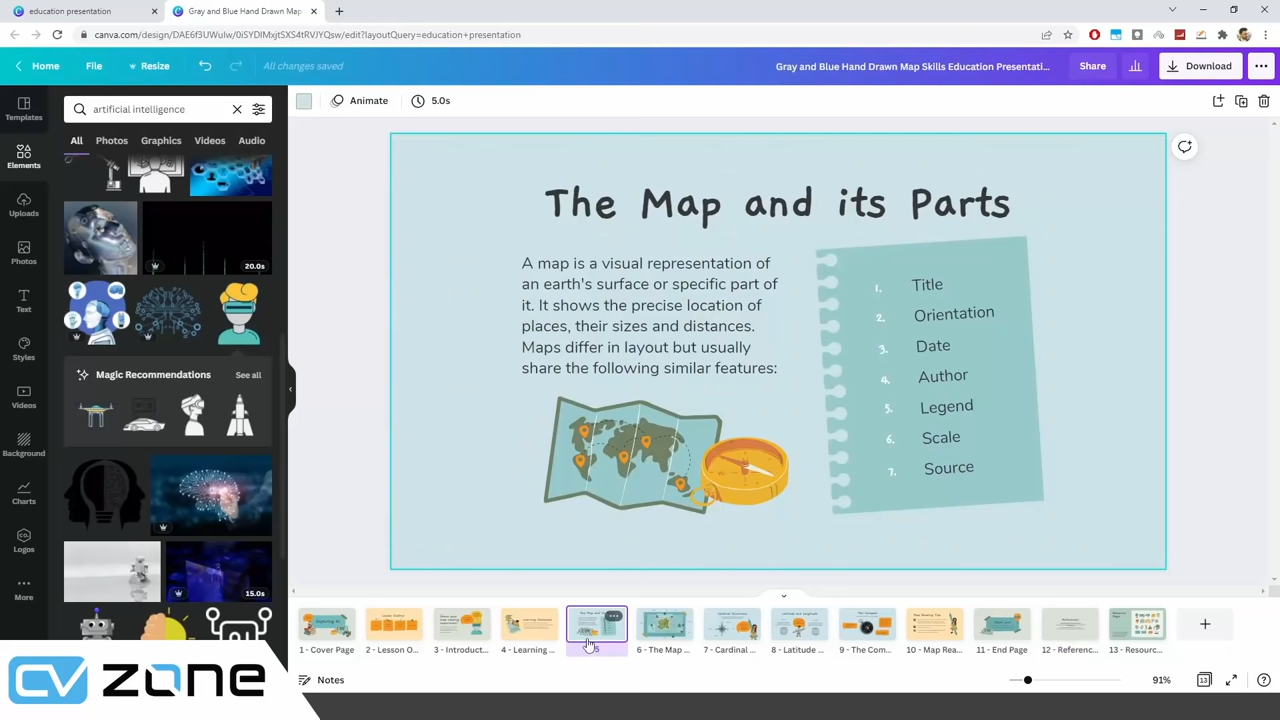 education presentation
Gray and Blue Hand Drawn Map
canva.com/design/DAE6f3UWulw/0iSYDIMxjtSXS4tRVJYQsw/edit?layoutQuery=education+presentation
Home
File
Resize
All changes saved
Gray and Blue Hand Drawn Map Skills Education Presentati...
Share
Download
Templates
Elements
Uploads
Photos
Text
Styles
Videos
Background
Charts
Logos
More
artificial intelligence
All
Photos
Graphics
Videos
Audio
20.0s
Magic Recommendations
See all
15.0s
Animate
5.0s
The Map and its Parts
A map is a visual representation of
an earth's surface or specific part of
it. It shows the precise location of
places, their sizes and distances.
Maps differ in layout but usually
share the following similar features:
1. Title
2. Orientation
3. Date
4. Author
5. Legend
6. Scale
7. Source
1 - Cover Page
2 - Lesson O...
3 - Introduct...
4 - Learning ...
5
6 - The Map ...
7 - Cardinal ...
8 - Latitude ...
9 - The Com...
10 - Map Rea...
11 - End Page
12 - Referenc...
13 - Resourc...
Notes
91%
13
CV ZONE